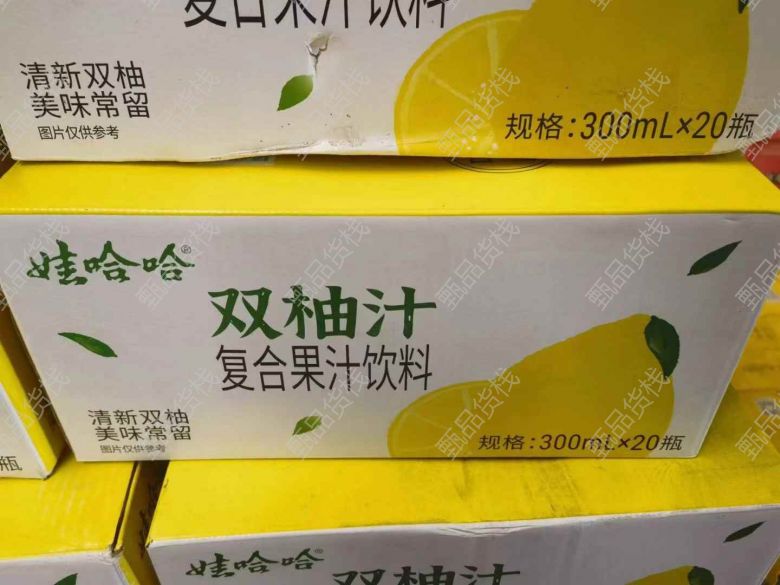 复合果汁饮料
清新双柚
美味常留
图片仅供参考
规格:300mL×20瓶
娃哈哈®
双柚汁
复合果汁饮料
清新双柚
美味常留
图片仅供参考
规格:300mL×20瓶
瓶
娃哈哈®
双柚汁
甄品货栈